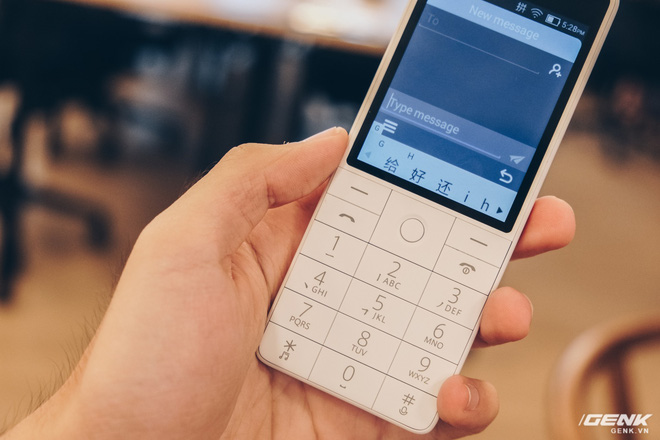 拼 5:28PM
New message
To
Type message
G H
给 好 还 i h
1
2 ABC
3 DEF
4 GHI
5 JKL
6 MNO
7 PQRS
8 TUV
9 WXYZ
*
0
#
GENK
GENK.VN